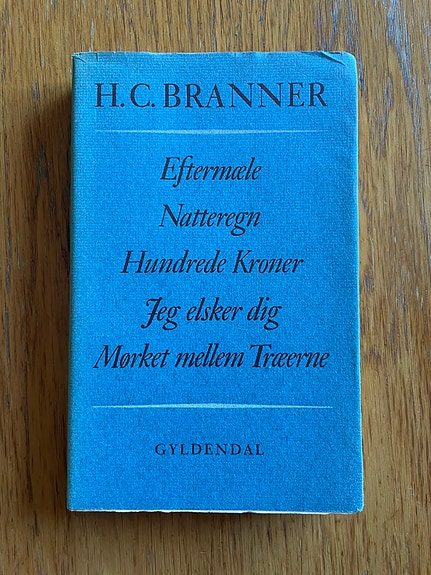 H. C. BRANNER
Eftermæle
Natteregn
Hundrede Kroner
Jeg elsker dig
Mørket mellem Træerne
GYLDENDAL